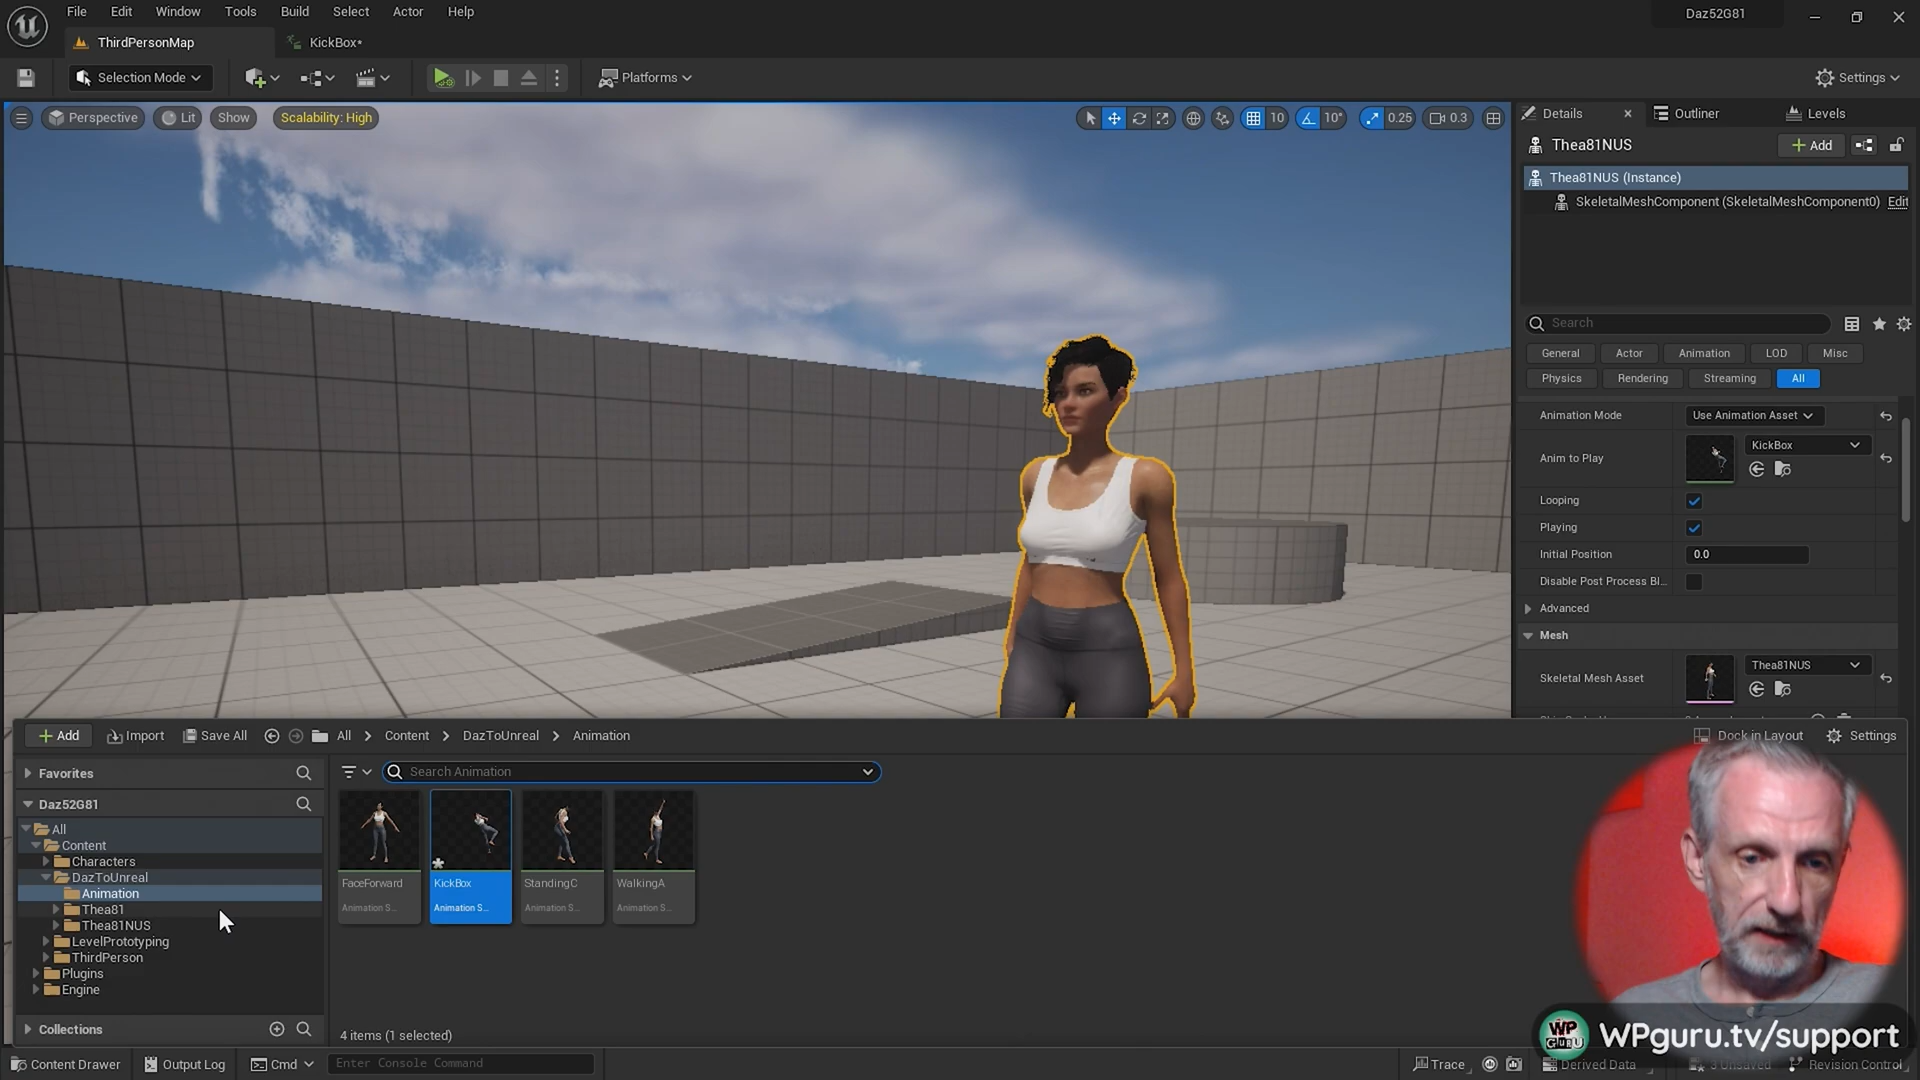 File Edit Window Tools Build Select Actor Help
Daz52G81
ThirdPersonMap
KickBox*
Selection Mode
Platforms
Settings
Perspective
Lit
Show
Scalability: High
10
10°
0.25
0.3
Details
Outliner
Levels
Thea81NUS
Add
Thea81NUS (Instance)
SkeletalMeshComponent (SkeletalMeshComponent0) Edit
Search
General Actor Animation LOD Misc
Physics Rendering Streaming All
Animation Mode
Use Animation Asset
Anim to Play
KickBox
Looping
Playing
Initial Position
0.0
Disable Post Process Bl...
Advanced
Mesh
Skeletal Mesh Asset
Thea81NUS
Add Import Save All All Content DazToUnreal Animation
Dock in Layout
Settings
Favorites
Daz52G81
All
Content
Characters
DazToUnreal
Animation
Thea81
Thea81NUS
LevelPrototyping
ThirdPerson
Plugins
Engine
Collections
Search Animation
FaceForward
Animation S...
KickBox
Animation S...
StandingC
Animation S...
WalkingA
Animation S...
4 items (1 selected)
WP
GURU
WPguru.tv/support
Content Drawer
Output Log
Cmd
Enter Console Command
Trace
Derived Data
3 Unsaved
Revision Control